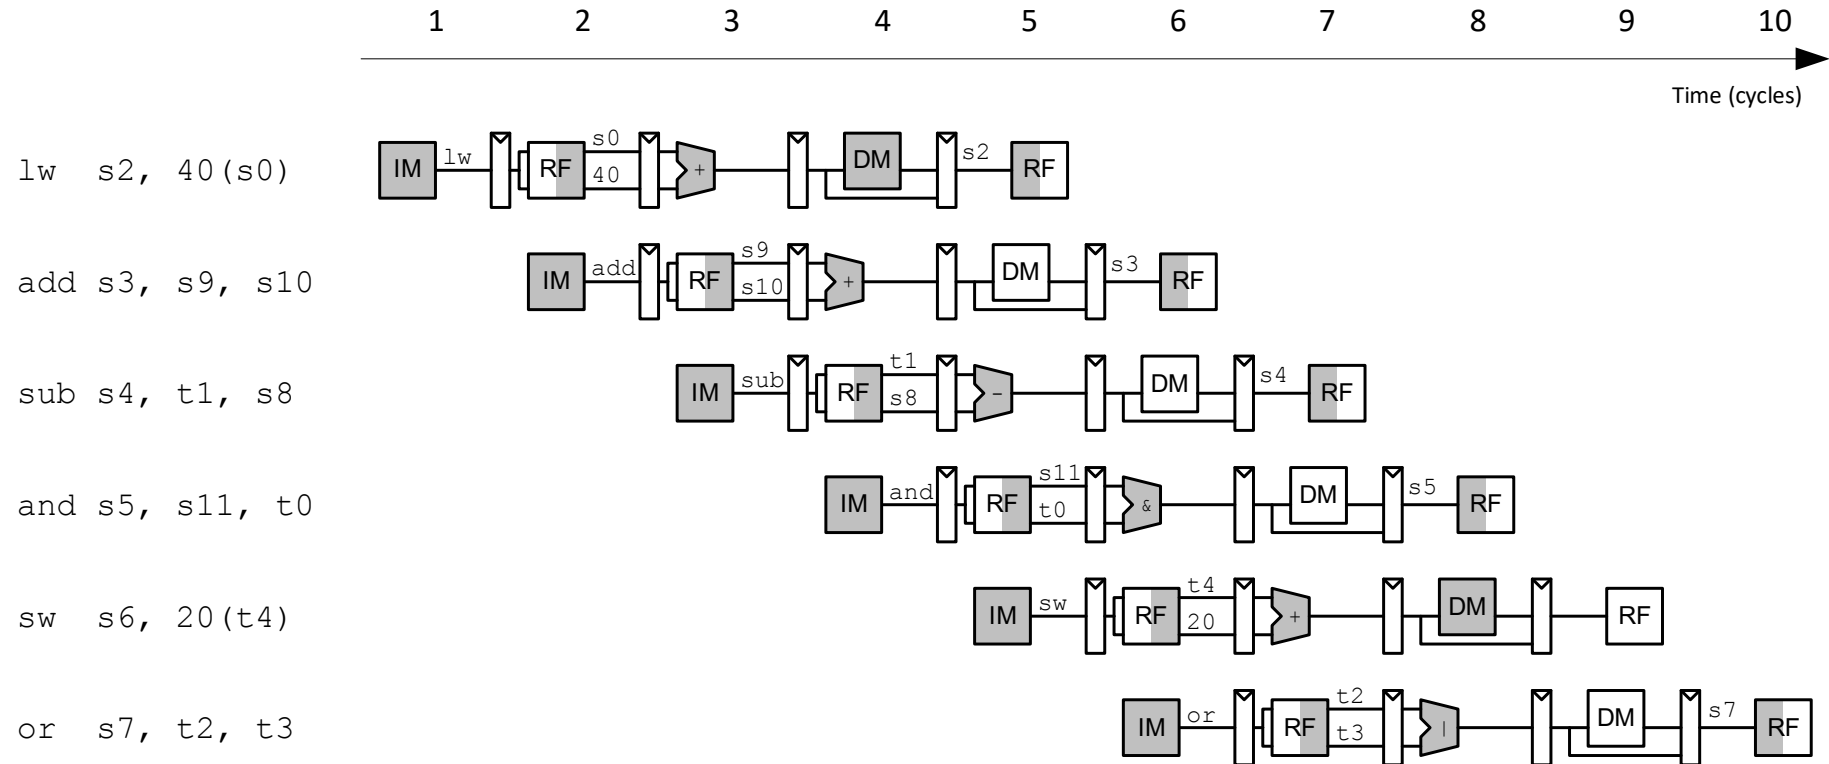 1 2 3 4 5 6 7 8 9 10
Time (cycles)
lw s2, 40(s0) IM lw RF s0 40 + DM s2 RF
add s3, s9, s10 IM add RF s9 s10 + DM s3 RF
sub s4, t1, s8 IM sub RF t1 s8 - DM s4 RF
and s5, s11, t0 IM and RF s11 t0 & DM s5 RF
sw s6, 20(t4) IM sw RF t4 20 + DM RF
or s7, t2, t3 IM or RF t2 t3 | DM s7 RF